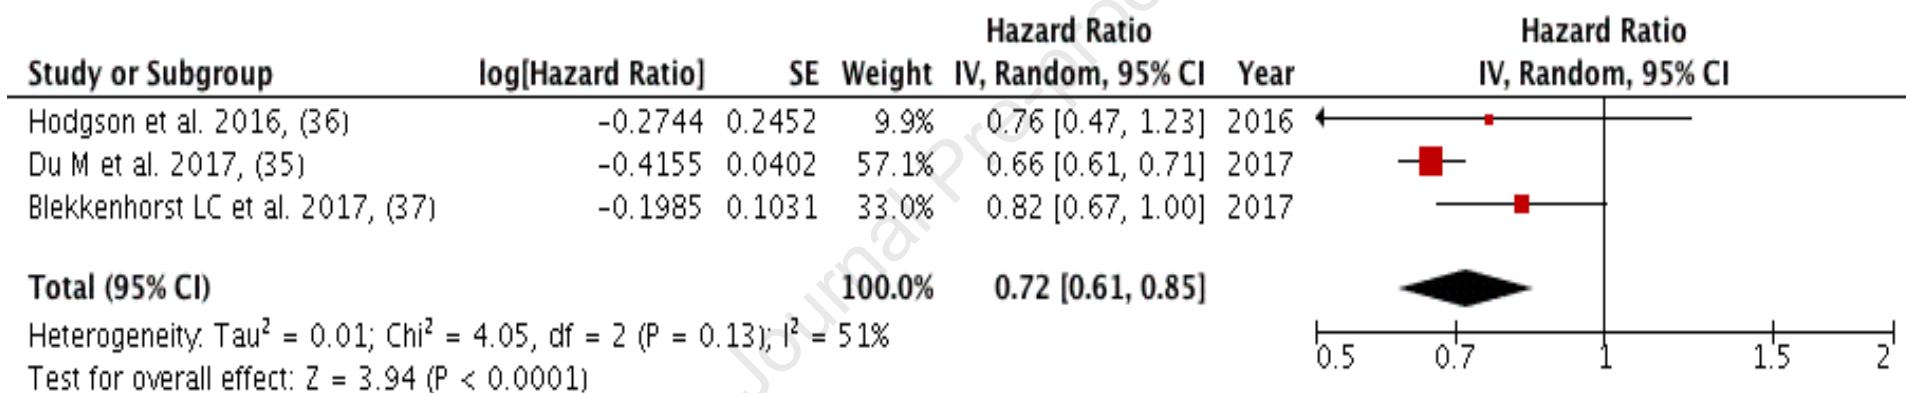 Hazard Ratio Hazard Ratio
Study or Subgroup log[Hazard Ratio] SE Weight IV, Random, 95% CI Year IV, Random, 95% CI
Hodgson et al. 2016, (36) −0.2744 0.2452 9.9% 0.76 [0.47, 1.23] 2016
Du M et al. 2017, (35) −0.4155 0.0402 57.1% 0.66 [0.61, 0.71] 2017
Blekkenhorst LC et al. 2017, (37) −0.1985 0.1031 33.0% 0.82 [0.67, 1.00] 2017
Total (95% CI) 100.0% 0.72 [0.61, 0.85]
Heterogeneity: Tau² = 0.01; Chi² = 4.05, df = 2 (P = 0.13); I² = 51%
Test for overall effect: Z = 3.94 (P < 0.0001)
0.5 0.7 1 1.5 2
Journal Pre-proo